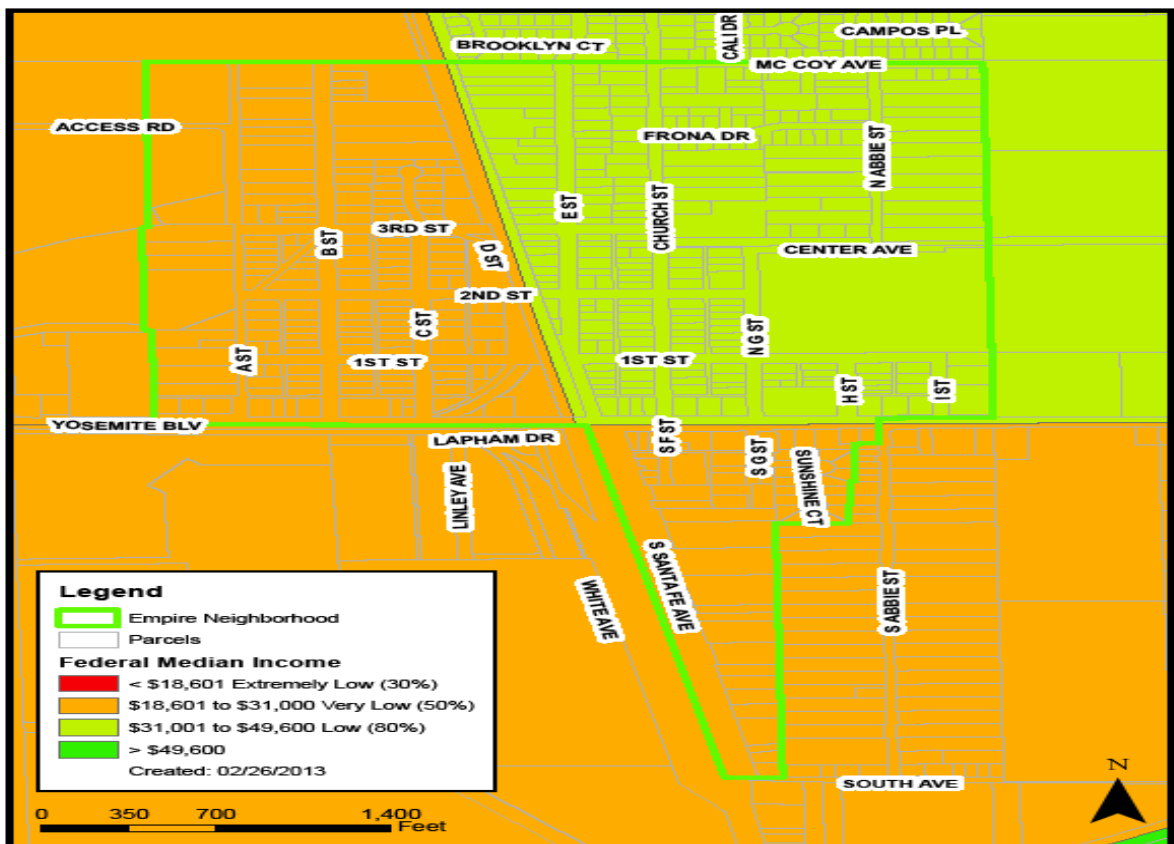 BROOKLYN CT
CALI DR
CAMPOS PL
MC COY AVE
ACCESS RD
FRONA DR
N ABBIE ST
E ST
CHURCH ST
3RD ST
B ST
D ST
CENTER AVE
2ND ST
C ST
N G ST
A ST
1ST ST
1ST ST
H ST
I ST
YOSEMITE BLV
LAPHAM DR
S F ST
S G ST
SUNSHINE CT
LINLEY AVE
S SANTA FE AVE
WHITE AVE
S ABBIE ST
Legend
Empire Neighborhood
Parcels
Federal Median Income
< $18,601 Extremely Low (30%)
$18,601 to $31,000 Very Low (50%)
$31,001 to $49,600 Low (80%)
> $49,600
Created: 02/26/2013
SOUTH AVE
N
0 350 700 1,400
Feet